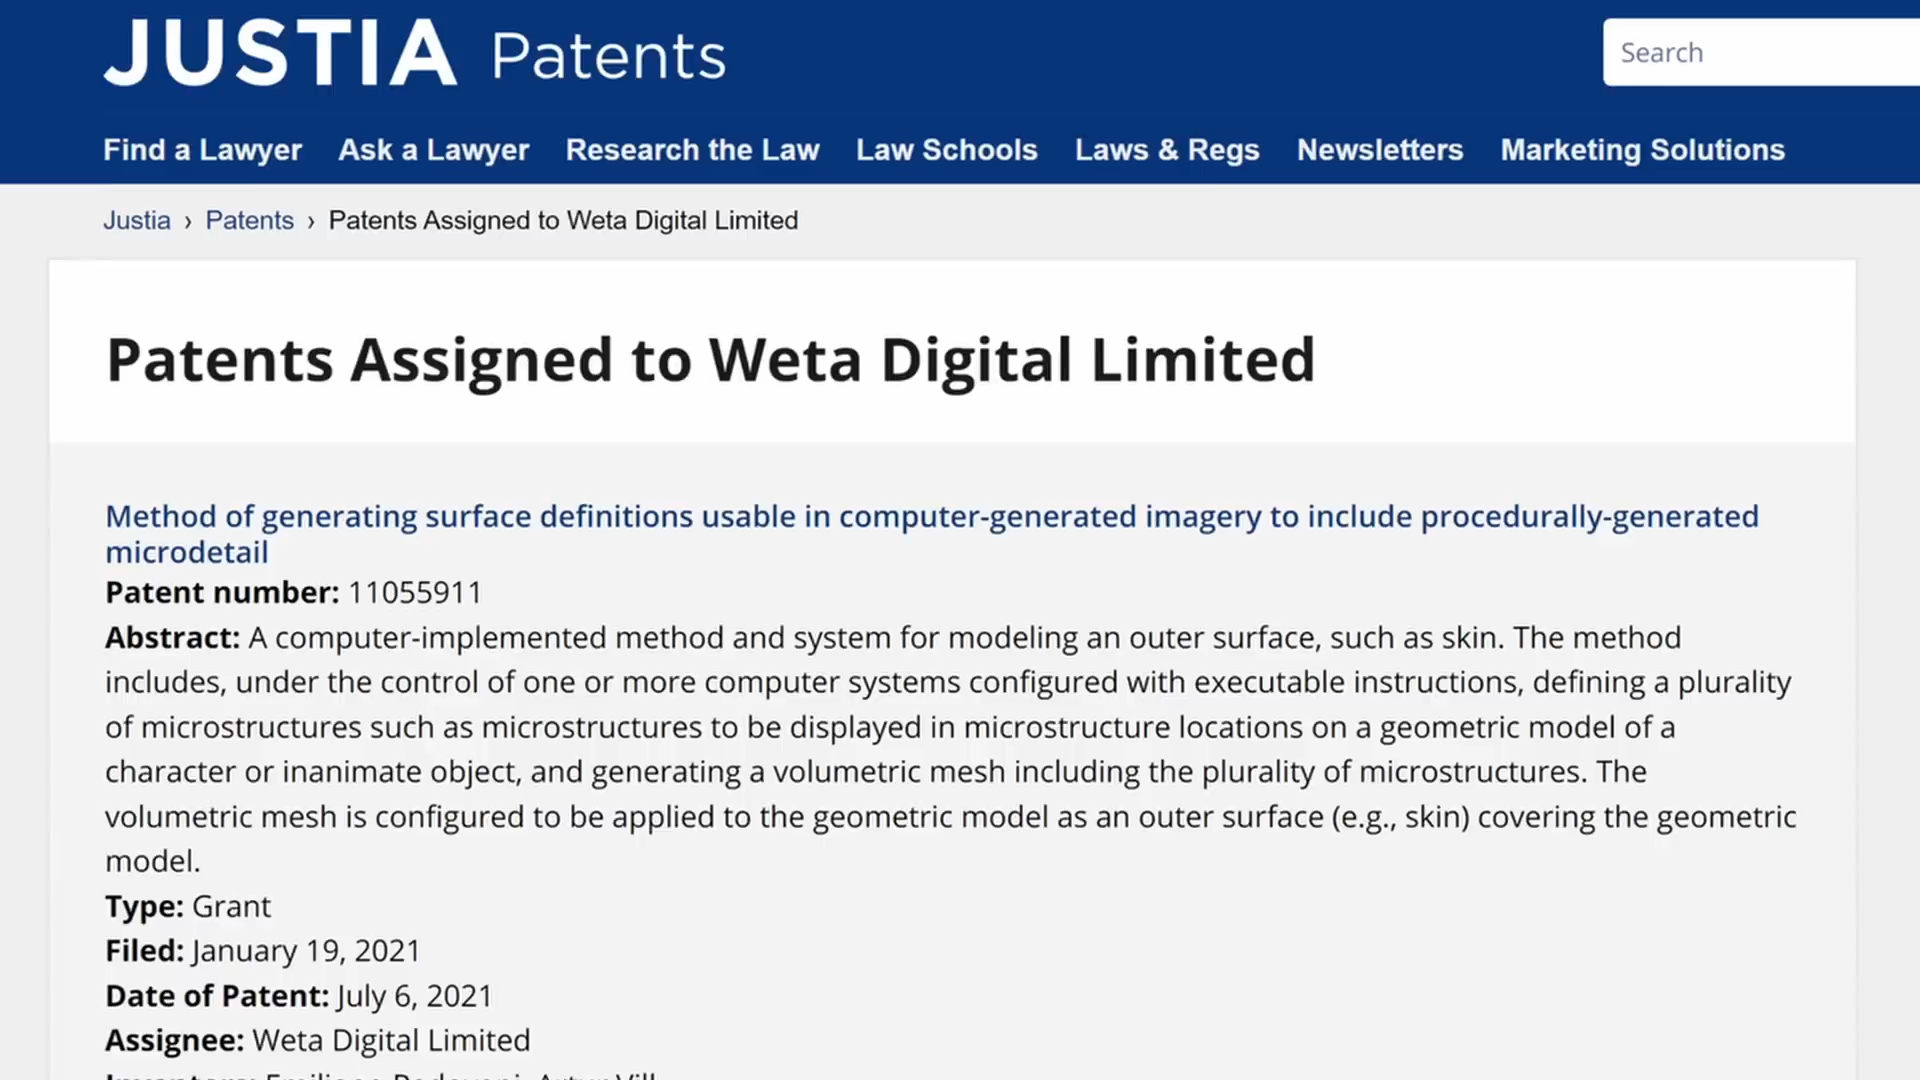 JUSTIA Patents
Search
Find a Lawyer Ask a Lawyer Research the Law Law Schools Laws & Regs Newsletters Marketing Solutions
Justia › Patents › Patents Assigned to Weta Digital Limited
Patents Assigned to Weta Digital Limited
Method of generating surface definitions usable in computer-generated imagery to include procedurally-generated
microdetail
Patent number: 11055911
Abstract: A computer-implemented method and system for modeling an outer surface, such as skin. The method
includes, under the control of one or more computer systems configured with executable instructions, defining a plurality
of microstructures such as microstructures to be displayed in microstructure locations on a geometric model of a
character or inanimate object, and generating a volumetric mesh including the plurality of microstructures. The
volumetric mesh is configured to be applied to the geometric model as an outer surface (e.g., skin) covering the geometric
model.
Type: Grant
Filed: January 19, 2021
Date of Patent: July 6, 2021
Assignee: Weta Digital Limited